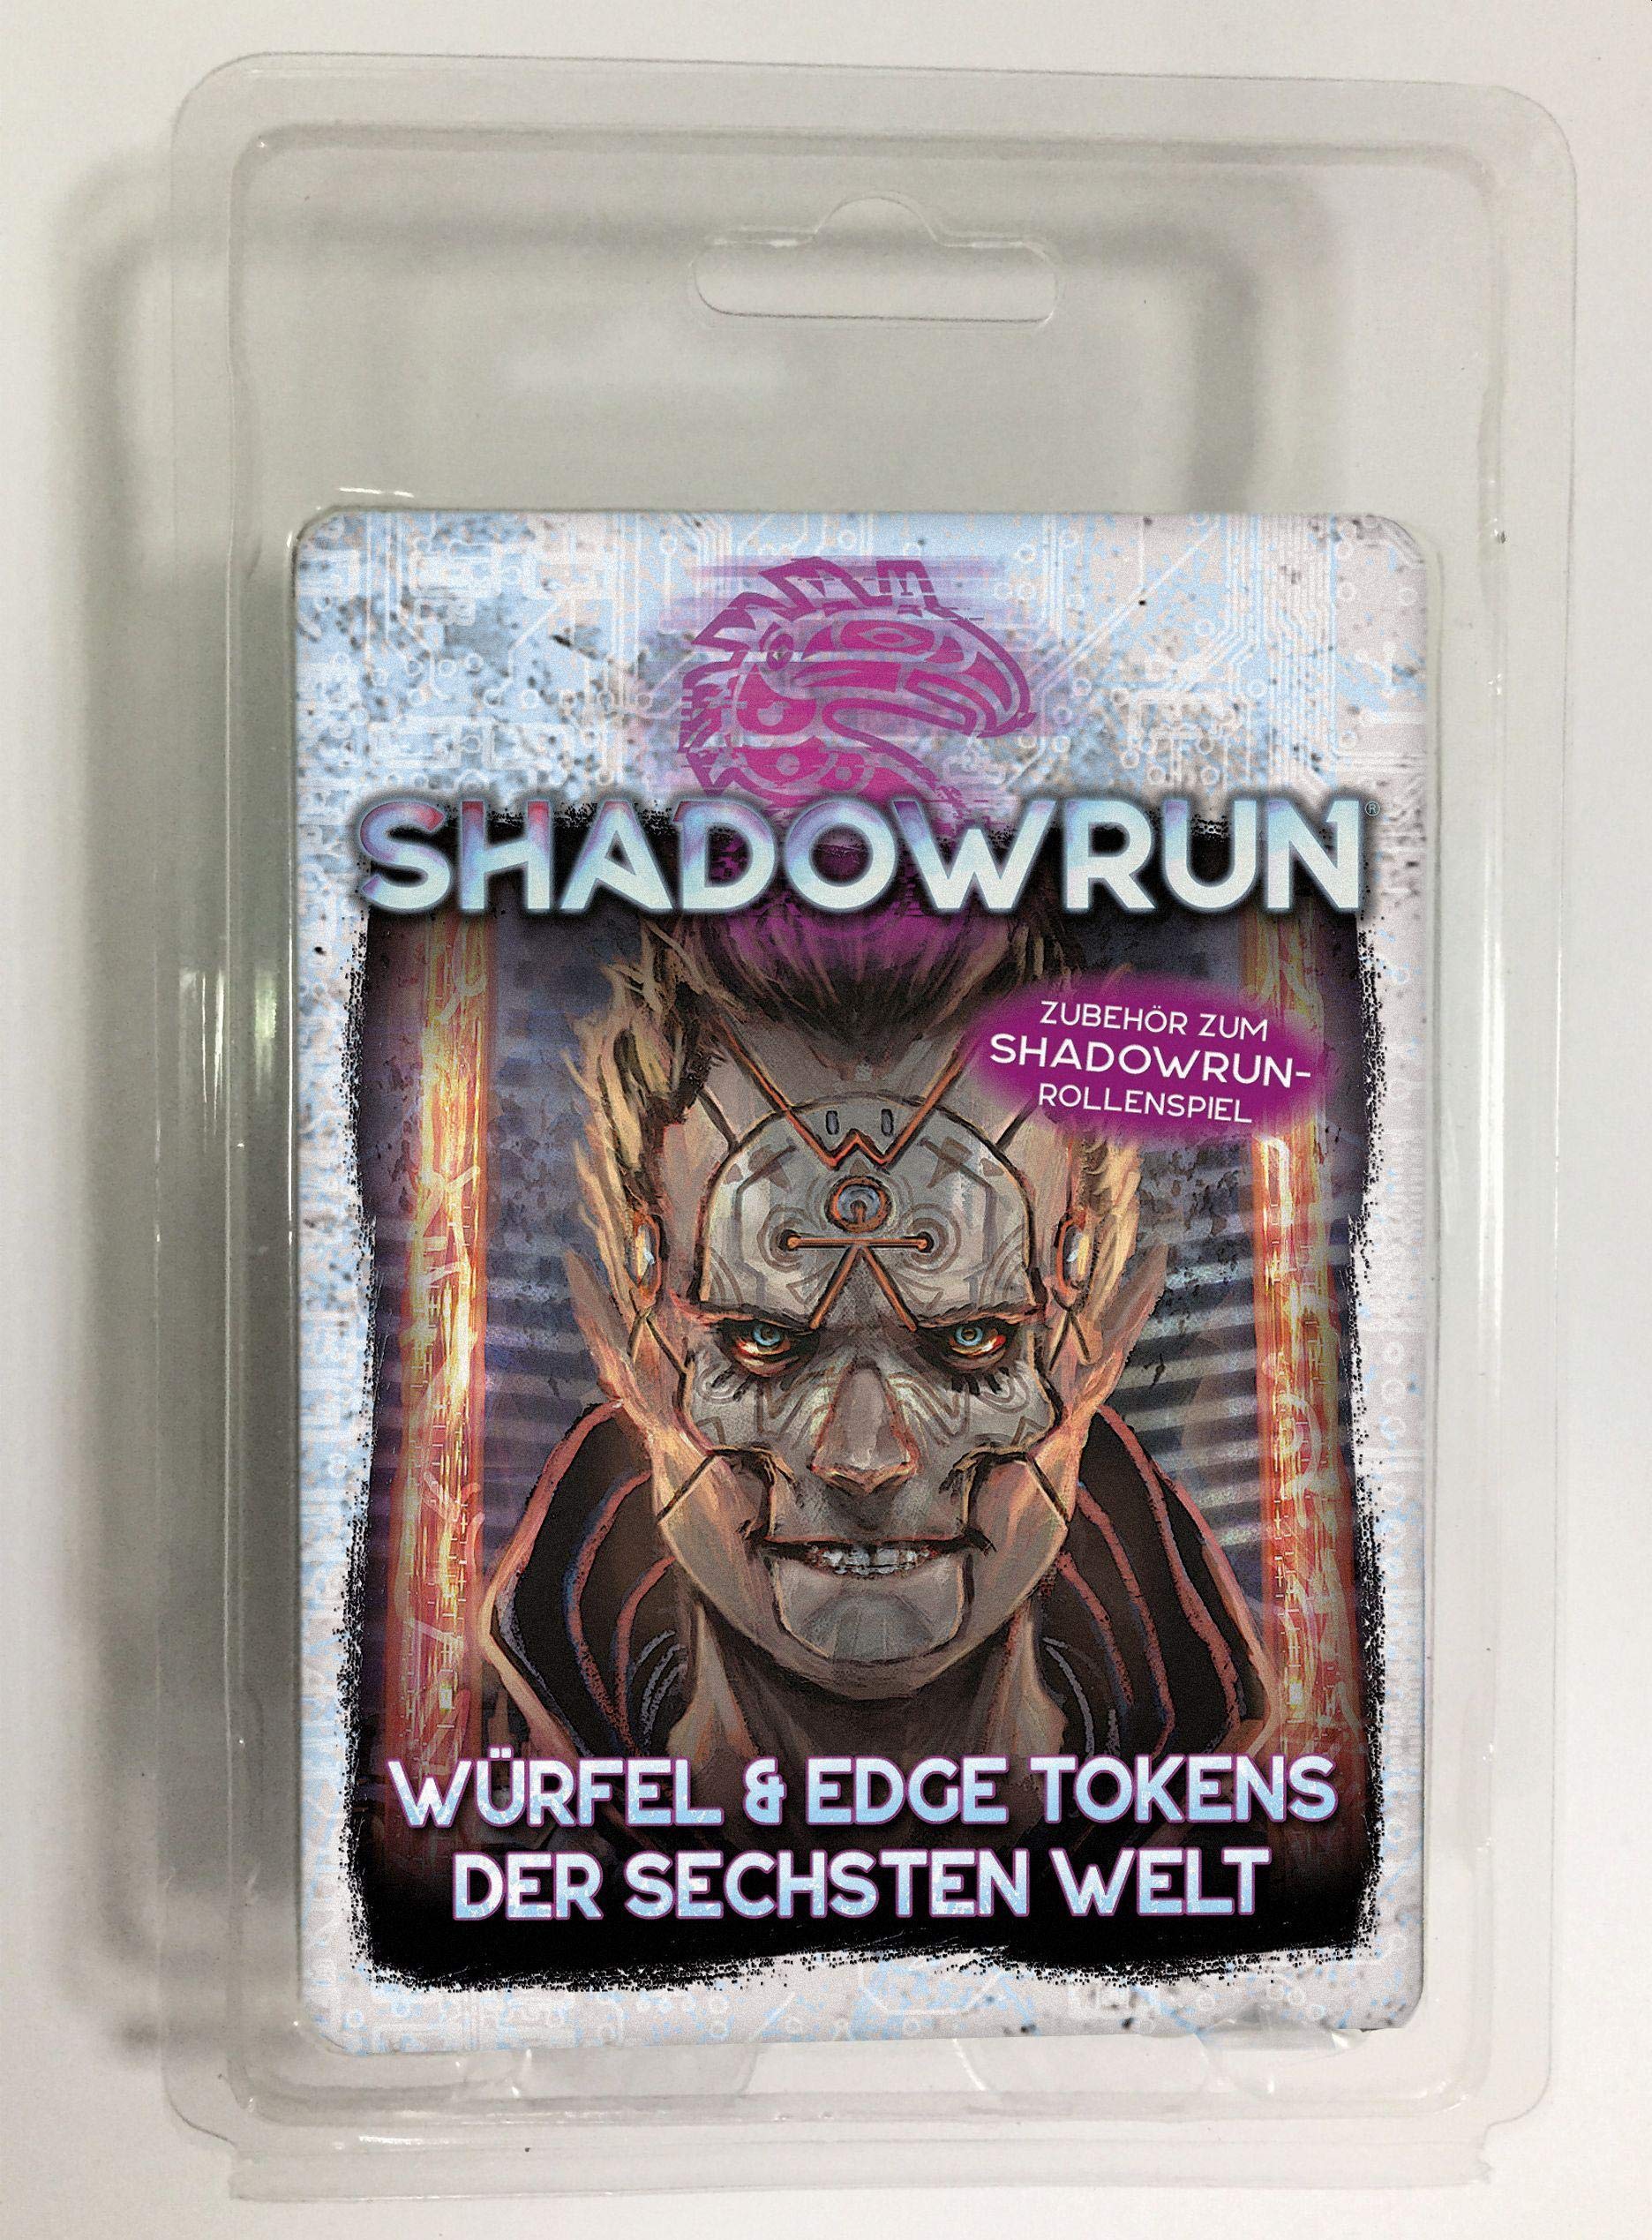 SHADOWRUN®
ZUBEHÖR ZUM
SHADOWRUN-
ROLLENSPIEL
WÜRFEL & EDGE TOKENS
DER SECHSTEN WELT